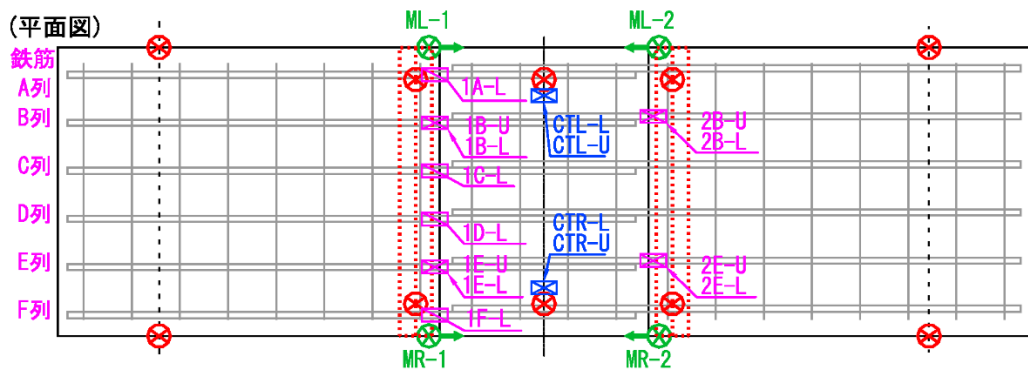 (平面図)
ML-1
ML-2
鉄筋
A列
B列
C列
D列
E列
F列
1A-L
1B-U
1B-L
1C-L
1D-L
1E-U
1E-L
1F-L
CTL-L
CTL-U
CTR-L
CTR-U
2B-U
2B-L
2E-U
2E-L
MR-1
MR-2